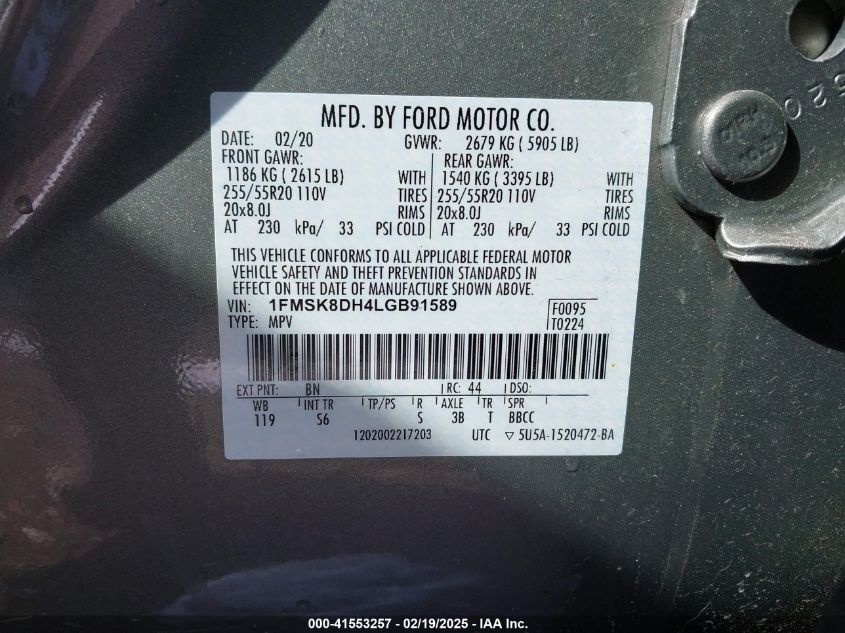 MFD. BY FORD MOTOR CO.
DATE: 02/20 GVWR: 2679 KG ( 5905 LB)
FRONT GAWR: REAR GAWR:
1186 KG ( 2615 LB) WITH 1540 KG ( 3395 LB) WITH
255/55R20 110V TIRES 255/55R20 110V TIRES
20x8.0J RIMS 20x8.0J RIMS
AT 230 kPa/ 33 PSI COLD AT 230 kPa/ 33 PSI COLD
THIS VEHICLE CONFORMS TO ALL APPLICABLE FEDERAL MOTOR
VEHICLE SAFETY AND THEFT PREVENTION STANDARDS IN
EFFECT ON THE DATE OF MANUFACTURE SHOWN ABOVE.
VIN: 1FMSK8DH4LGB91589 F0095
TYPE: MPV T0224
EXT PNT: BN RC: 44 DSO:
WB INT TR TP/PS R AXLE TR SPR
119 S6 S 3B T BBCC
1202002217203 UTC ▽ 5U5A-1520472-BA
520
000-41553257 - 02/19/2025 - IAA Inc.